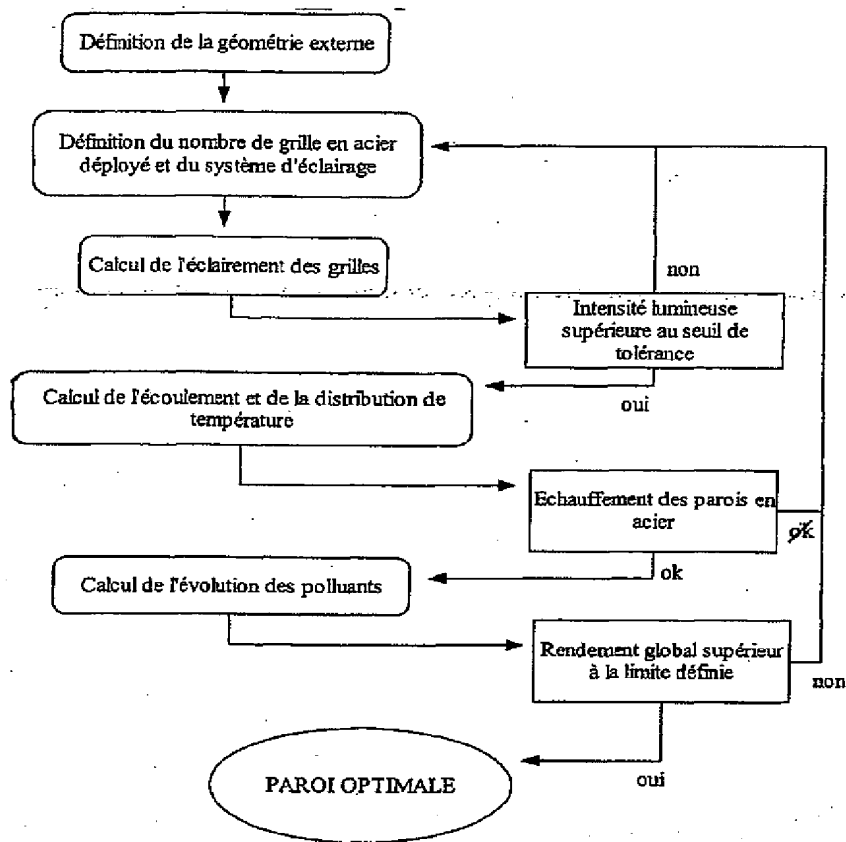 Définition de la géométrie externe
Définition du nombre de grille en acier
déployé et du système d'éclairage
Calcul de l'éclairement des grilles
non
Intensité lumineuse
supérieure au seuil de
tolérance
Calcul de l'écoulement et de la distribution de
température
oui
Echauffement des parois en
acier
ok
ok
Calcul de l'évolution des polluants
Rendement global supérieur
à la limite définie
non
PAROI OPTIMALE
oui